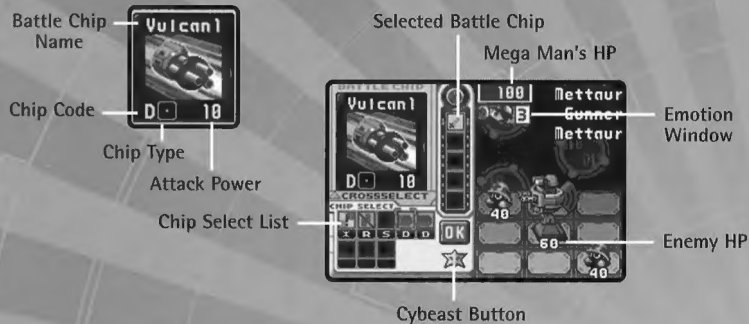 Battle Chip
Name
Vulcan1
Chip Code
D 10
Chip Type
Attack Power
Selected Battle Chip
Mega Man's HP
BATTLE CHIP
Vulcan1
D 10
100
3
Mettaur
Gunner
Mettaur
Emotion
Window
CROSSSELECT
CHIP SELECT
Chip Select List
I R S D D
OK
40
60
40
Enemy HP
Cybeast Button